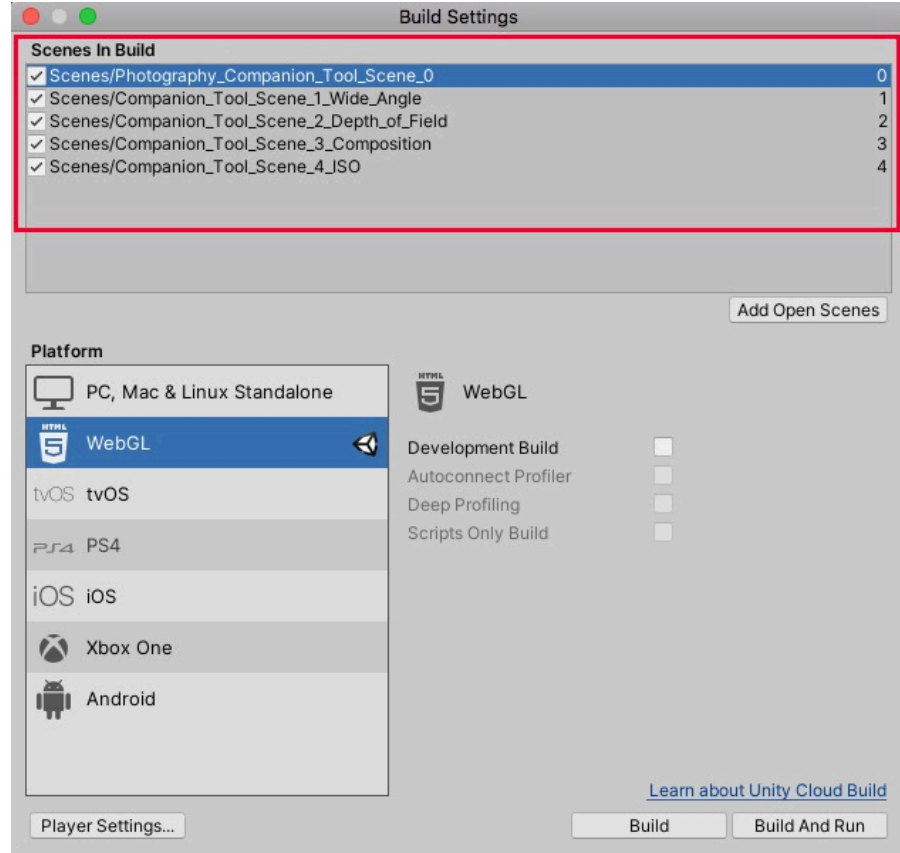 Build Settings
Scenes In Build
Scenes/Photography_Companion_Tool_Scene_0 0
Scenes/Companion_Tool_Scene_1_Wide_Angle 1
Scenes/Companion_Tool_Scene_2_Depth_of_Field 2
Scenes/Companion_Tool_Scene_3_Composition 3
Scenes/Companion_Tool_Scene_4_ISO 4
Add Open Scenes
Platform
PC, Mac & Linux Standalone
HTML 5 WebGL
tvOS tvOS
PS4 PS4
iOS iOS
Xbox One
Android
HTML 5 WebGL
Development Build
Autoconnect Profiler
Deep Profiling
Scripts Only Build
Learn about Unity Cloud Build
Player Settings...
Build
Build And Run